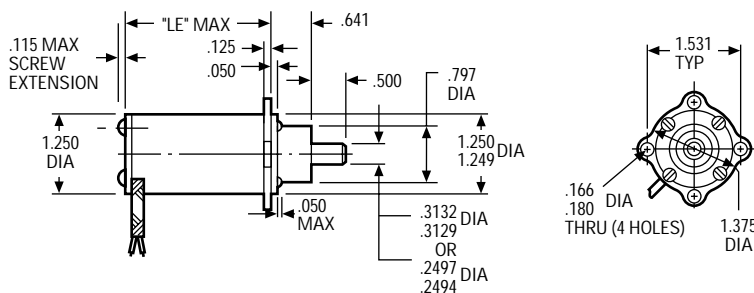 "LE" MAX
.641
.115 MAX
SCREW
EXTENSION
.125
.050
.500
.797
DIA
1.250
DIA
1.250
1.249 DIA
.050
MAX
.3132
.3129 DIA
OR
.2497
.2494 DIA
1.531
TYP
.166
.180 DIA
THRU (4 HOLES)
1.375
DIA